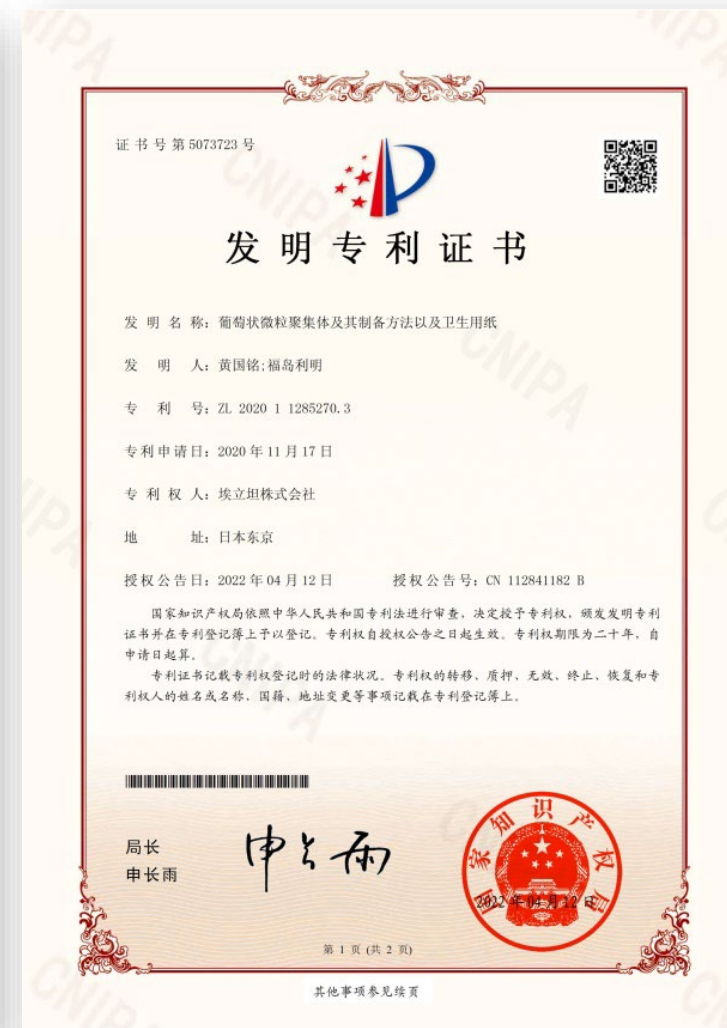 证书号第5073723号
发明专利证书
发明名称：葡萄状微粒聚集体及其制备方法以及卫生用纸
发明人：黄国铭;福岛利明
专利号：ZL 2020 1 1285270.3
专利申请日：2020年11月17日
专利权人：埃立坦株式会社
地址：日本东京
授权公告日：2022年04月12日 授权公告号：CN 112841182 B
国家知识产权局依照中华人民共和国专利法进行审查，决定授予专利权，颁发发明专利
证书并在专利登记簿上予以登记。专利权自授权公告之日起生效。专利权期限为二十年，自
申请日起算。
专利证书记载专利权登记时的法律状况。专利权的转移、质押、无效、终止、恢复和专
利权人的姓名或名称、国籍、地址变更等事项记载在专利登记簿上。
局长
申长雨
申长雨
国家知识产权局
2022年04月12日
第 1 页 (共 2 页)
其他事项参见续页
CNIPA